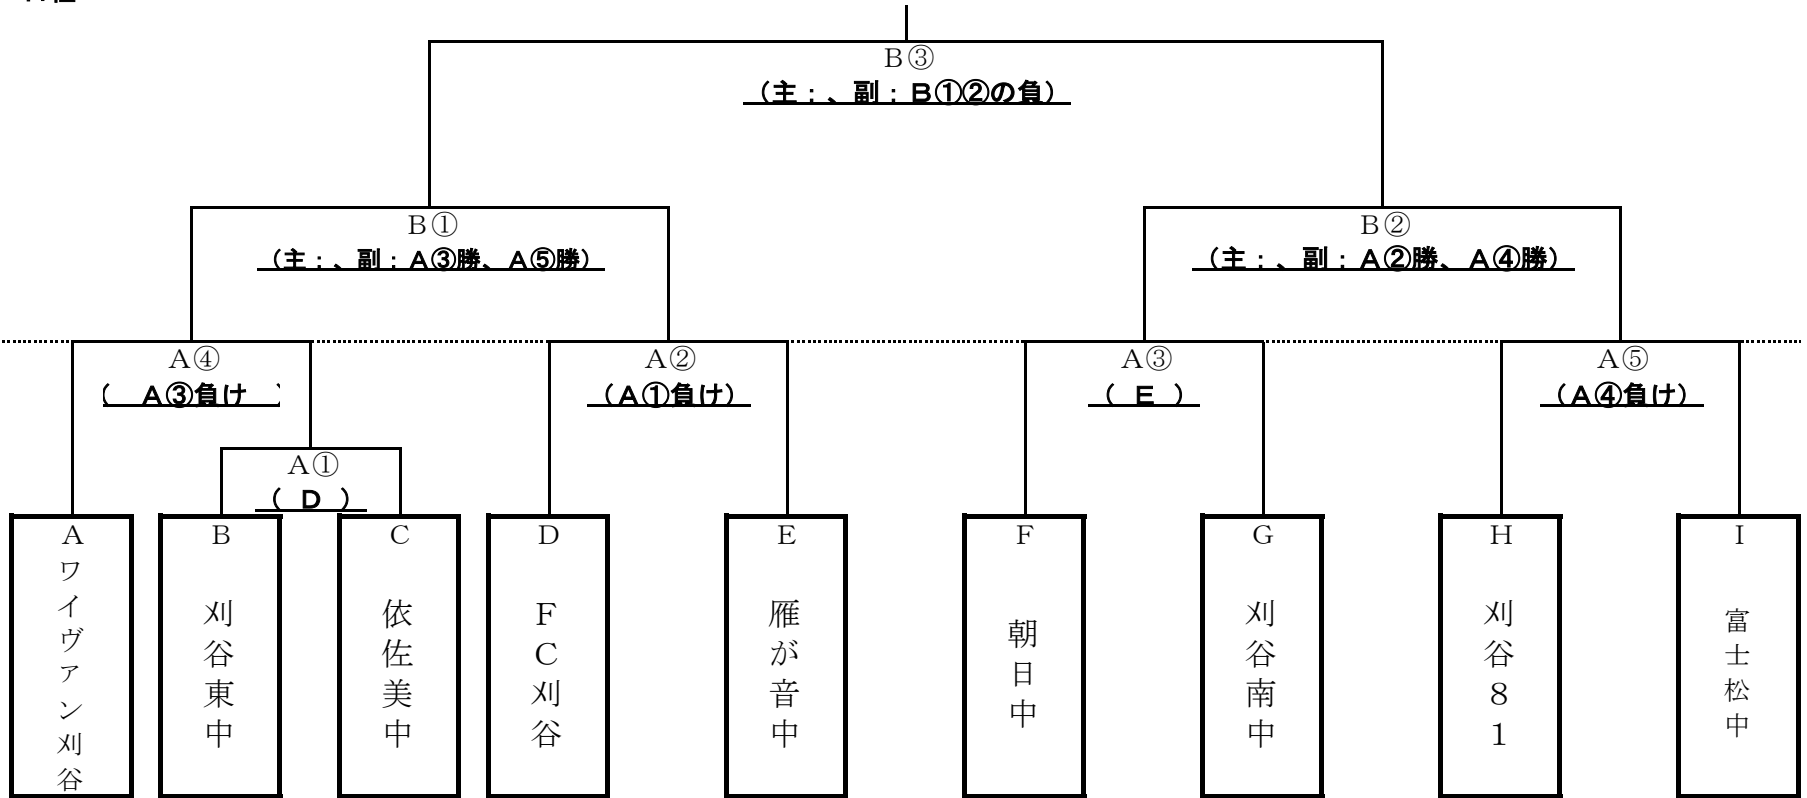 B③
（主：、副：B①②の負）
B①
（主：、副：A③勝、A⑤勝）
B②
（主：、副：A②勝、A④勝）
A④
（　A③負け　）
A②
（A①負け）
A③
（　E　）
A⑤
（A④負け）
A①
（　D　）
A
ワイヴァン刈谷
B
刈谷東中
C
依佐美中
D
FC刈谷
E
雁が音中
F
朝日中
G
刈谷南中
H
刈谷８１
I
富士松中